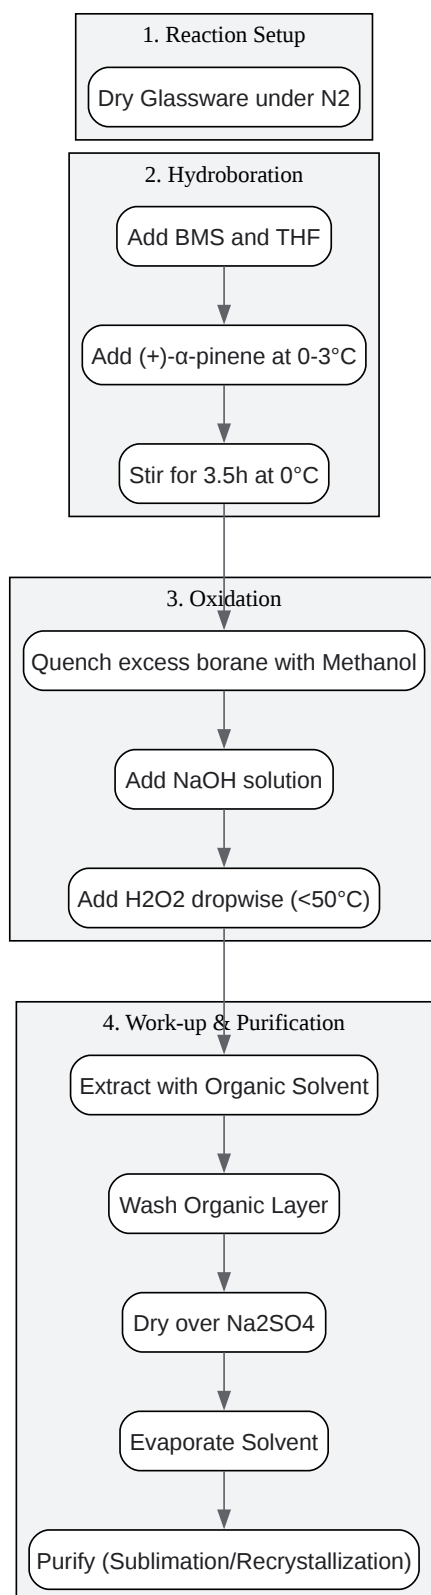 1. Reaction Setup
Dry Glassware under N2
2. Hydroboration
Add BMS and THF
Add (+)-α-pinene at 0-3°C
Stir for 3.5h at 0°C
3. Oxidation
Quench excess borane with Methanol
Add NaOH solution
Add H2O2 dropwise (<50°C)
4. Work-up & Purification
Extract with Organic Solvent
Wash Organic Layer
Dry over Na2SO4
Evaporate Solvent
Purify (Sublimation/Recrystallization)